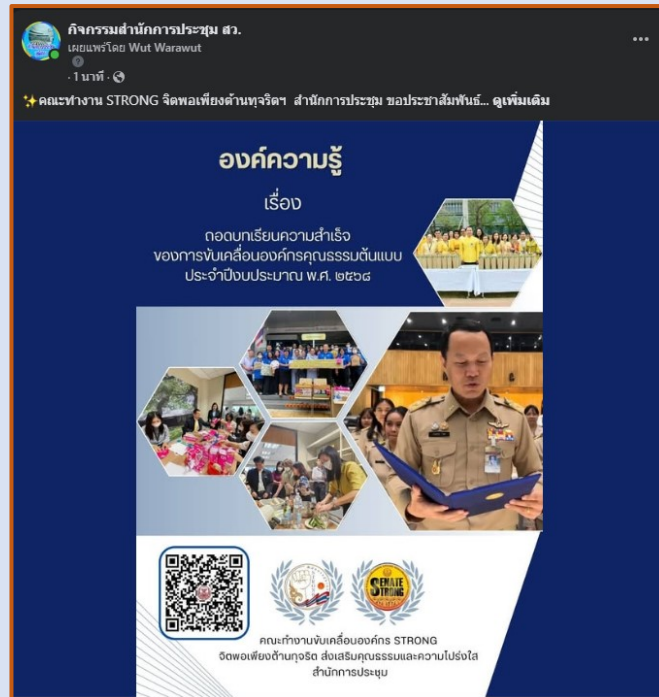 กิจกรรมสำนักการประชุม สว.
เผยแพร่โดย Wut Warawut
· 1 นาที ·
✨คณะทำงาน STRONG จิตพอเพียงต้านทุจริตฯ สำนักการประชุม ขอประชาสัมพันธ์... ดูเพิ่มเติม
องค์ความรู้
เรื่อง
ถอดบทเรียนความสำเร็จ
ของการขับเคลื่อนองค์กรคุณธรรมต้นแบบ
ประจำปีงบประมาณ พ.ศ. ๒๕๖๘
SENATE
STRONG
คณะทำงานขับเคลื่อนองค์กร STRONG
จิตพอเพียงต้านทุจริต ส่งเสริมคุณธรรมและความโปร่งใส
สำนักการประชุม